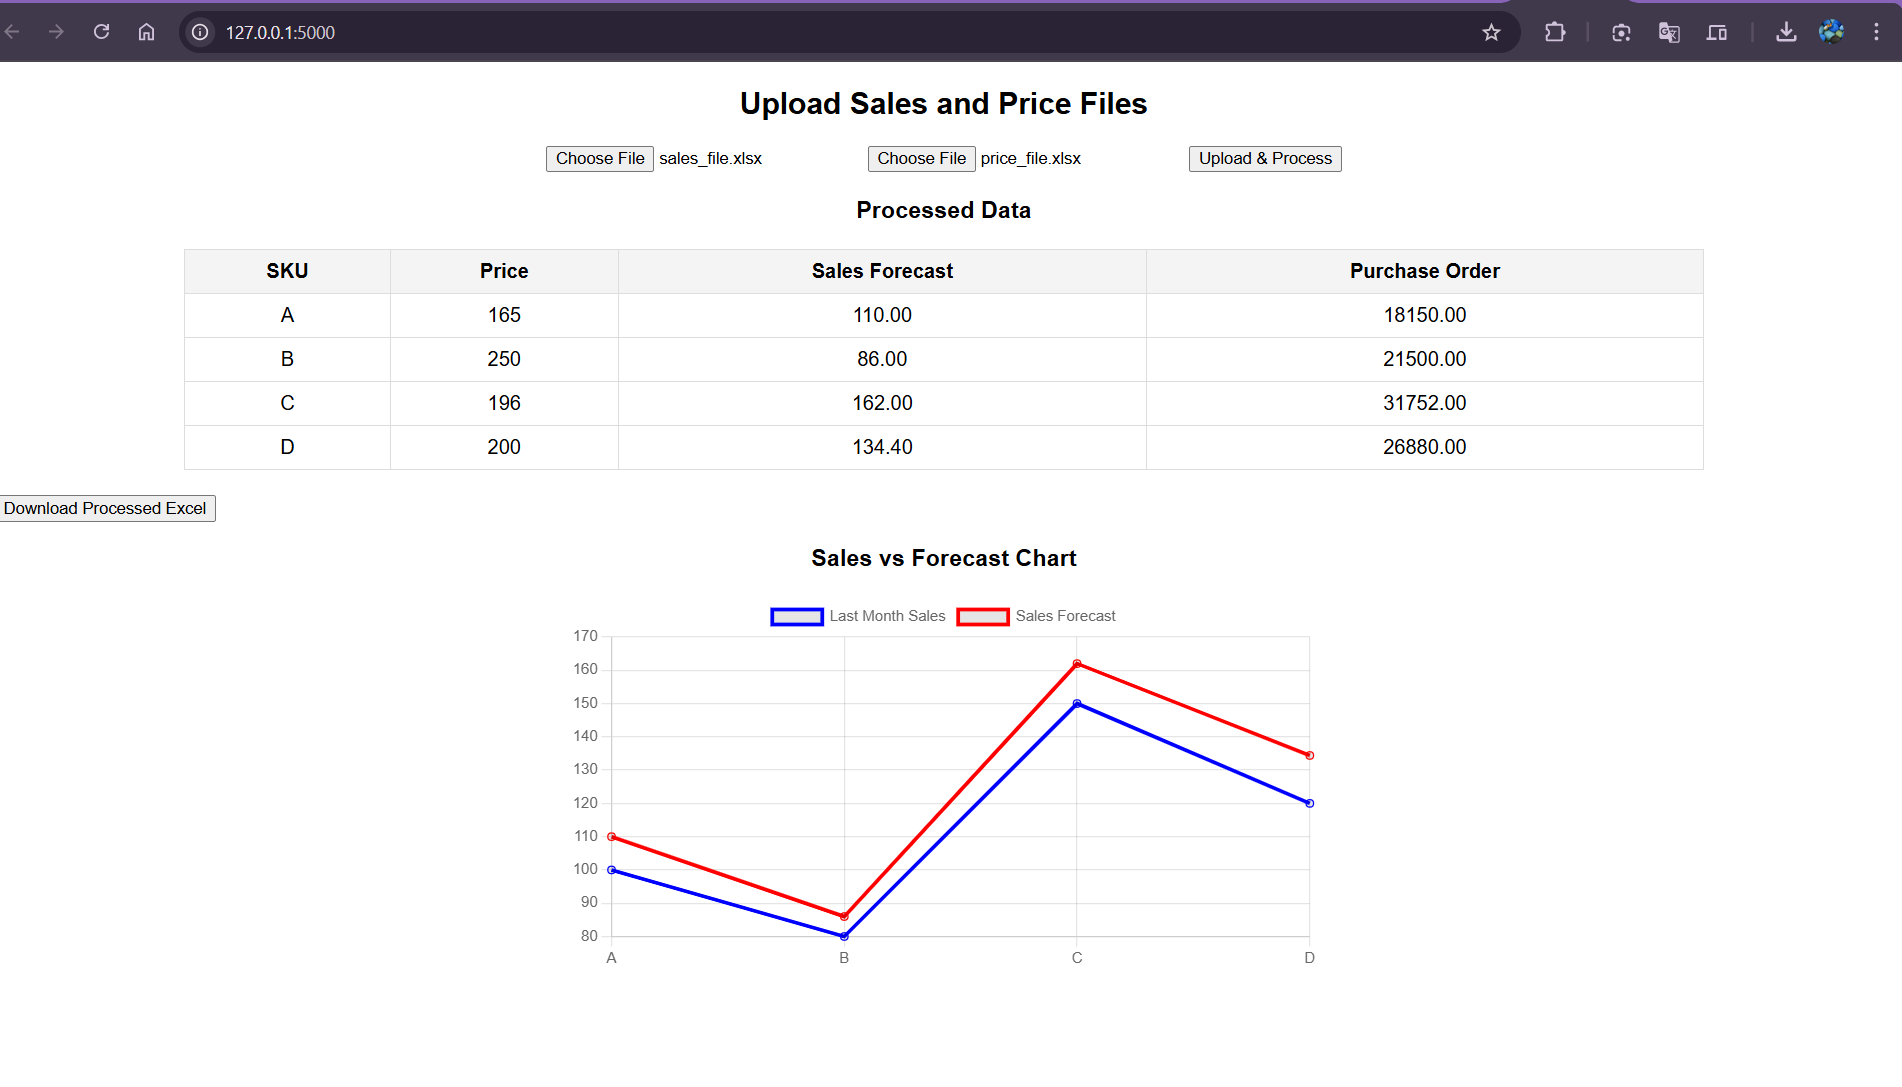 127.0.0.1:5000
Upload Sales and Price Files
Choose File sales_file.xlsx Choose File price_file.xlsx Upload & Process
Processed Data
SKU Price Sales Forecast Purchase Order
A 165 110.00 18150.00
B 250 86.00 21500.00
C 196 162.00 31752.00
D 200 134.40 26880.00
Download Processed Excel
Sales vs Forecast Chart
Last Month Sales Sales Forecast
170
160
150
140
130
120
110
100
90
80
A B C D